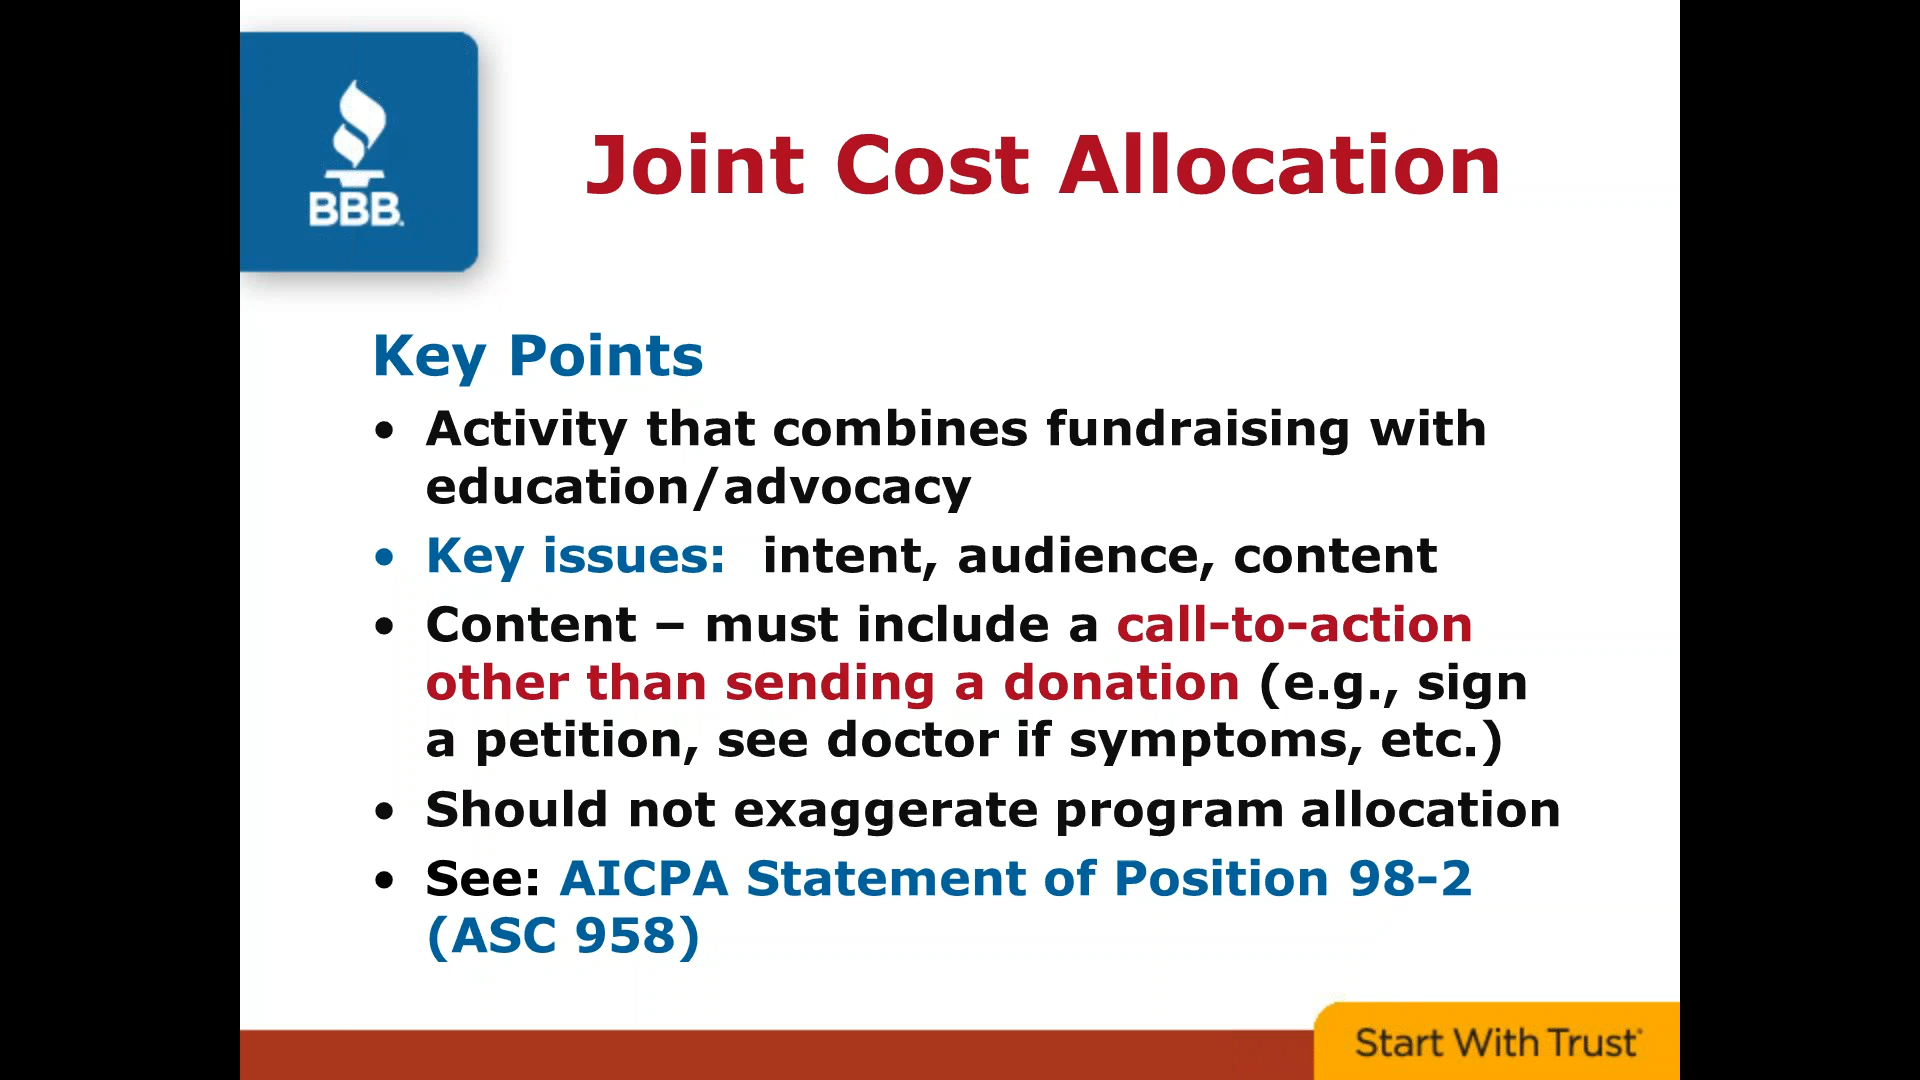 BBB.
Joint Cost Allocation
Key Points
• Activity that combines fundraising with
education/advocacy
• Key issues:  intent, audience, content
• Content – must include a call-to-action
other than sending a donation (e.g., sign
a petition, see doctor if symptoms, etc.)
• Should not exaggerate program allocation
• See: AICPA Statement of Position 98-2
(ASC 958)
Start With Trust